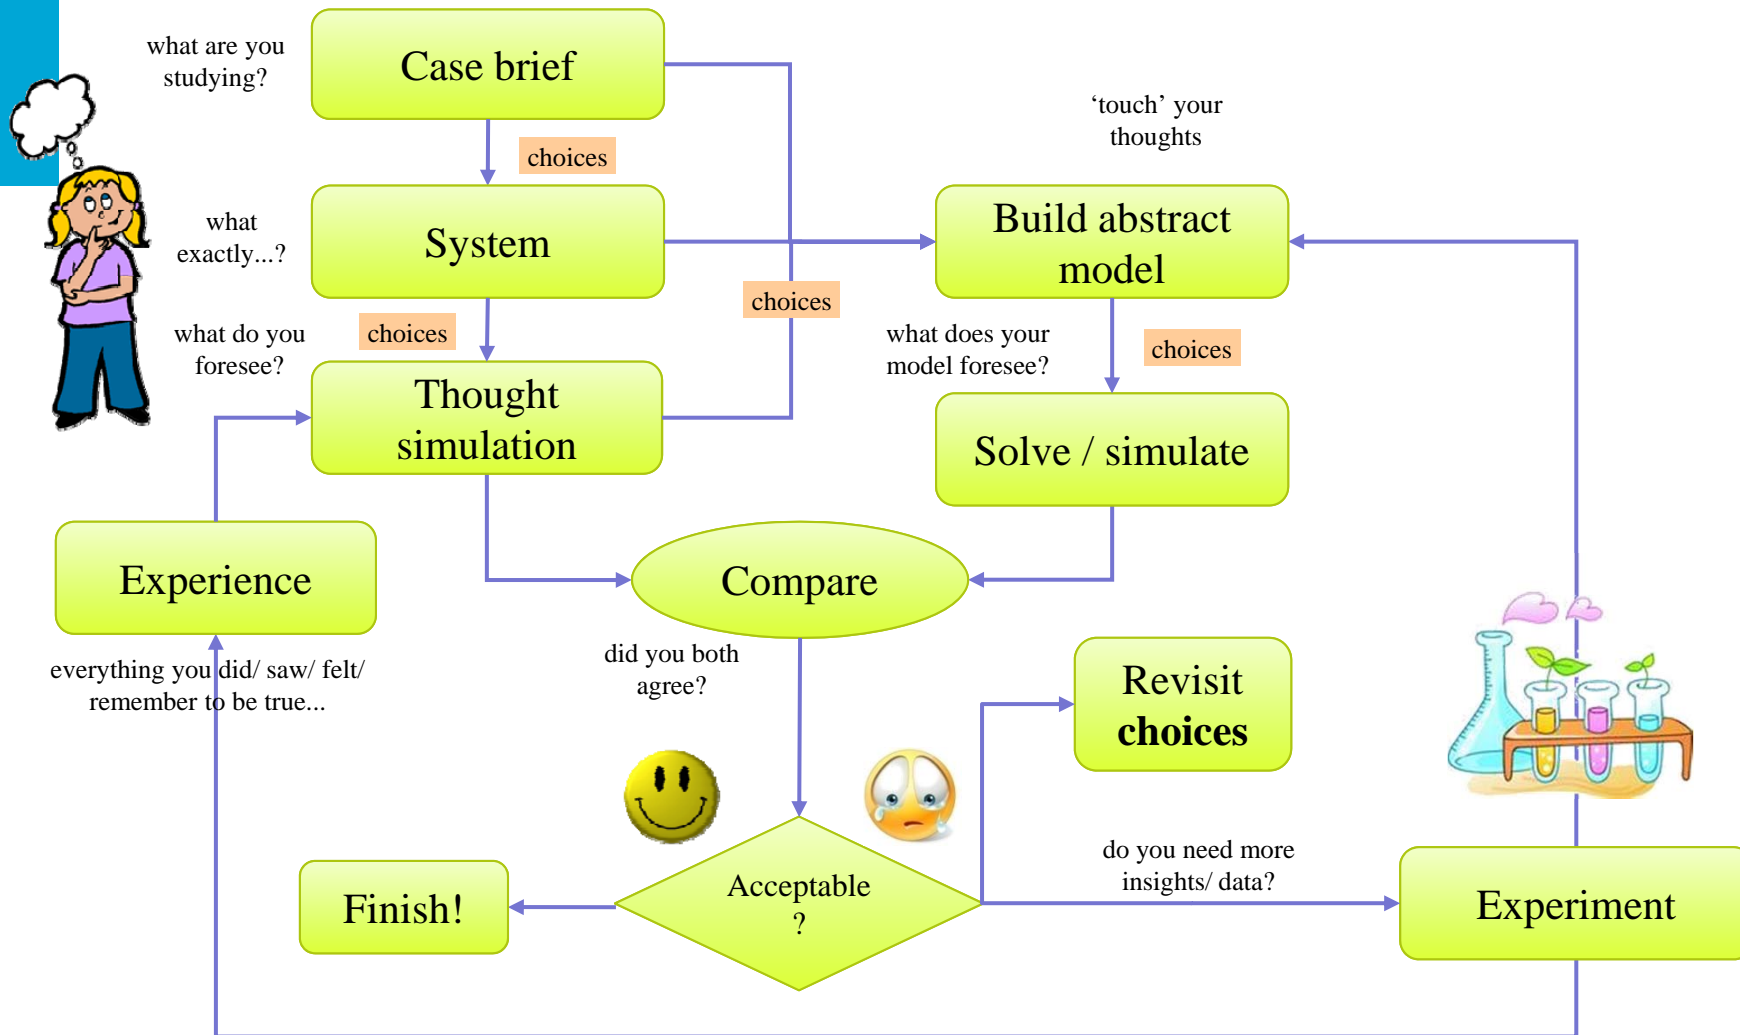 what are you
studying?
Case brief
‘touch’ your
thoughts
choices
what
exactly...?
System
Build abstract
model
choices
what do you
foresee?
choices
what does your
model foresee?
choices
Thought
simulation
Solve / simulate
Experience
Compare
everything you did/ saw/ felt/
remember to be true...
did you both
agree?
Revisit
choices
Acceptable
?
do you need more
insights/ data?
Finish!
Experiment